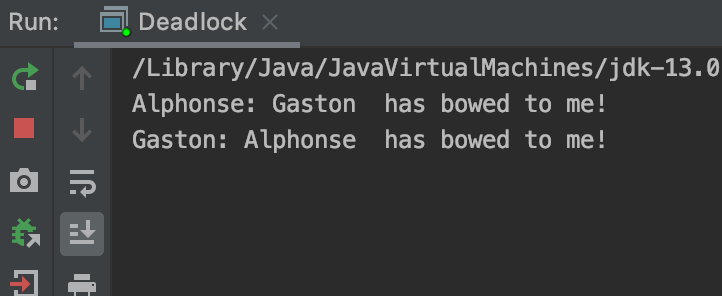 Run: Deadlock
/Library/Java/JavaVirtualMachines/jdk-13.0
Alphonse: Gaston  has bowed to me!
Gaston: Alphonse  has bowed to me!